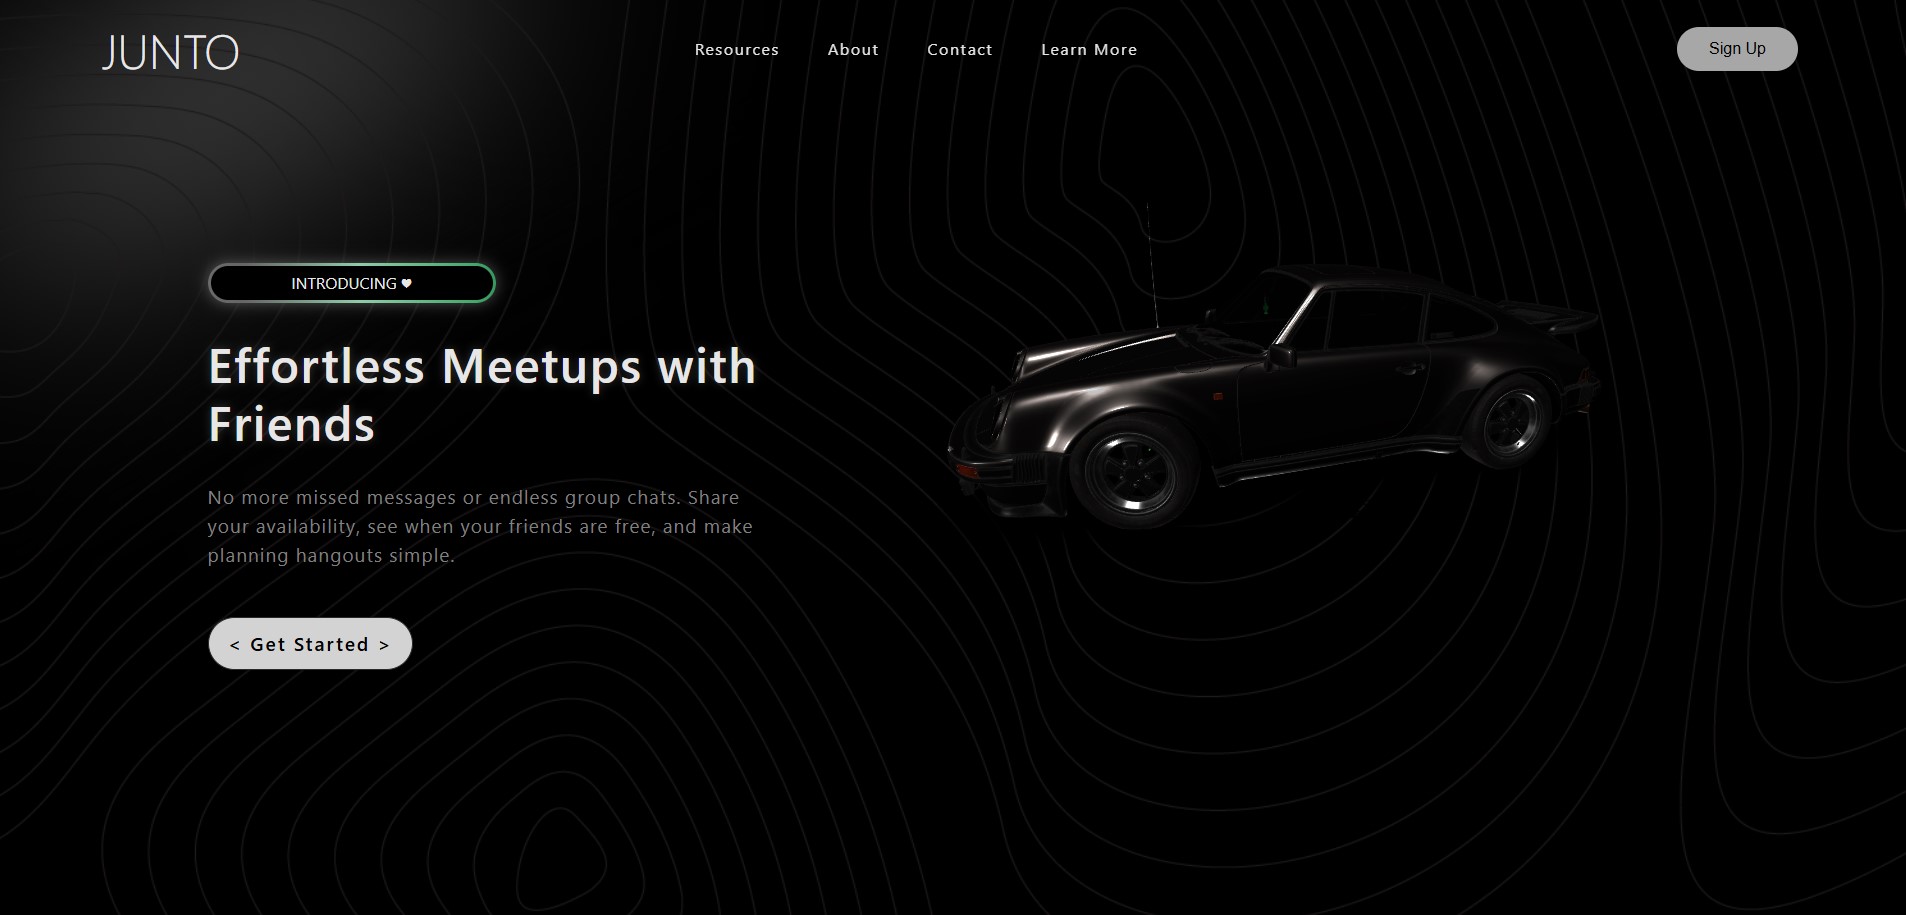 JUNTO
Resources About Contact Learn More
Sign Up
INTRODUCING ♥
Effortless Meetups with
Friends
No more missed messages or endless group chats. Share
your availability, see when your friends are free, and make
planning hangouts simple.
< Get Started >